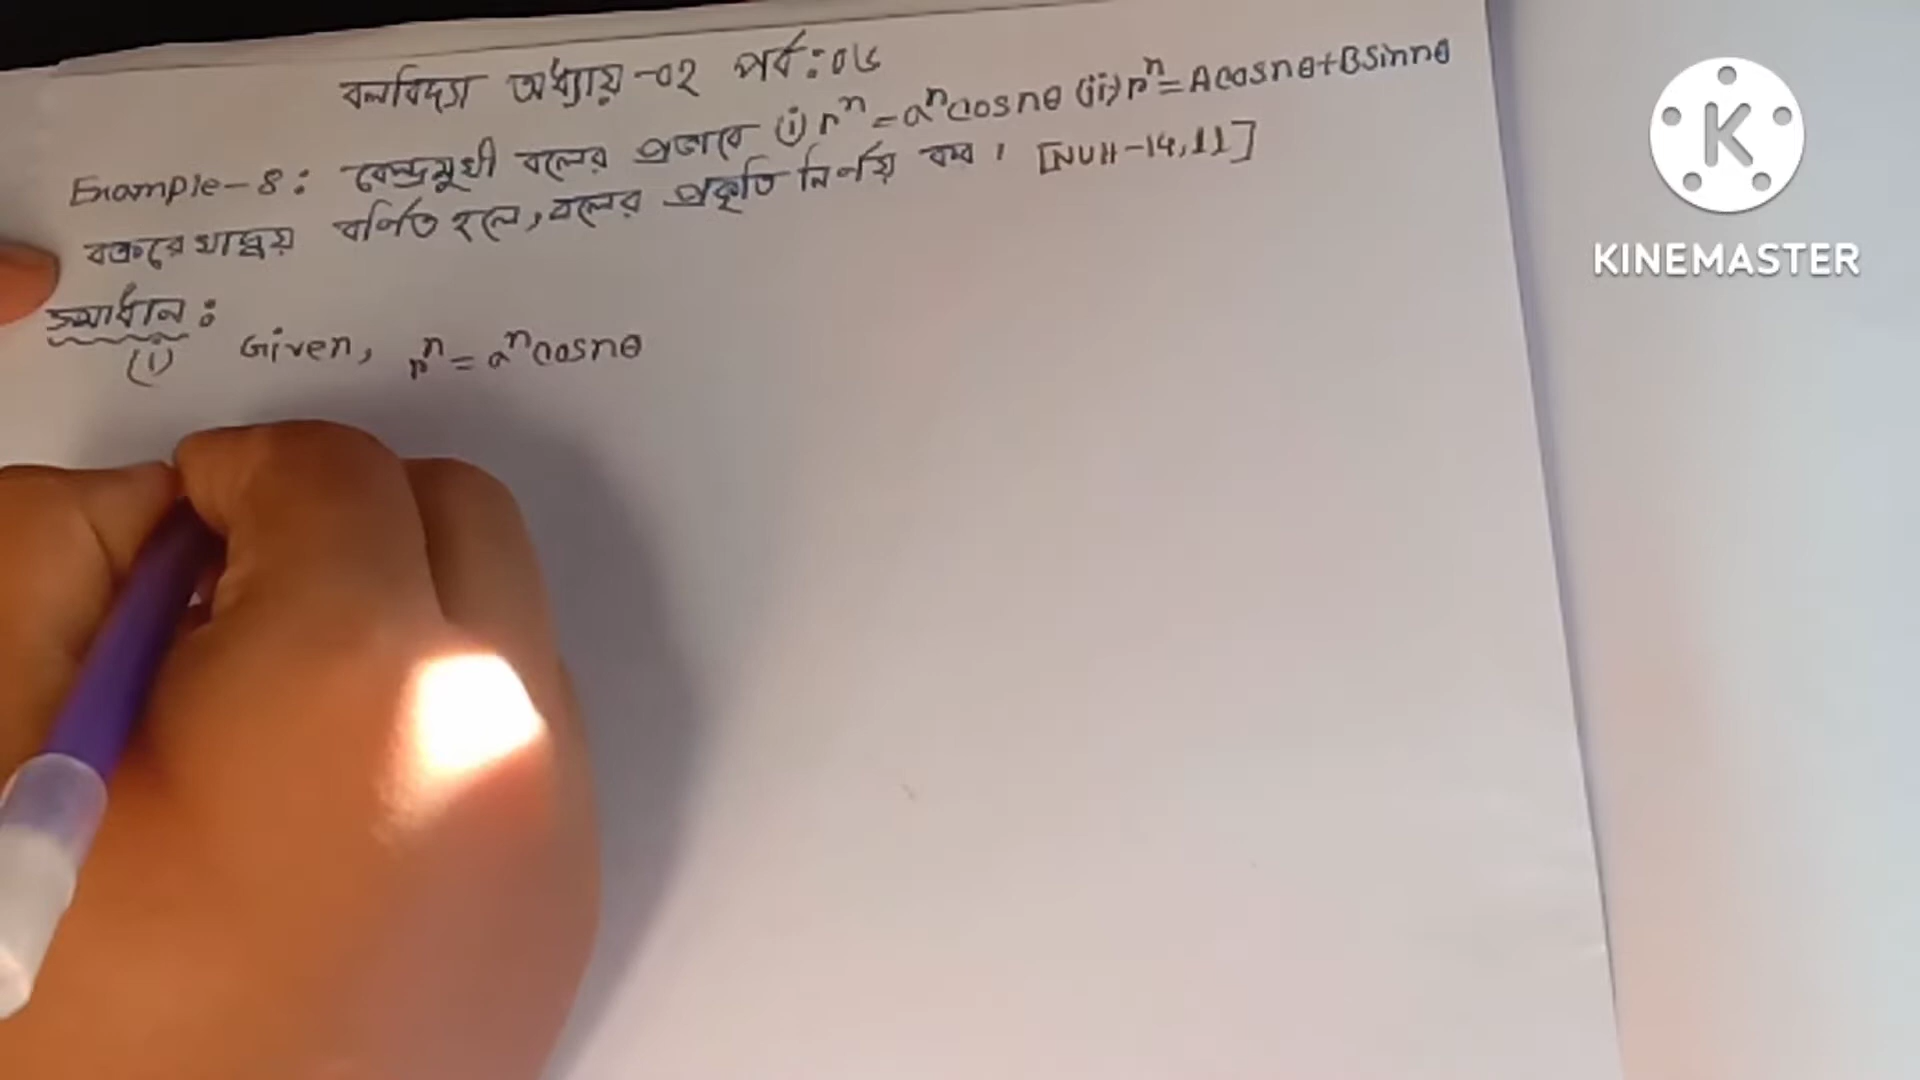 বলবিদ্যা অধ্যায়-০২ পর্ব:০৬
Example-8: কেন্দ্রমুখী বলের প্রভাবে (i) rⁿ=aⁿcosnθ (ii) rⁿ=Acosnθ+Bsinnθ
বক্ররেখাদ্বয় বর্ণিত হলে, বলের প্রকৃতি নির্ণয় কর। [NUH-14,11]
সমাধান:
(i) Given, rⁿ=aⁿcosnθ
KINEMASTER